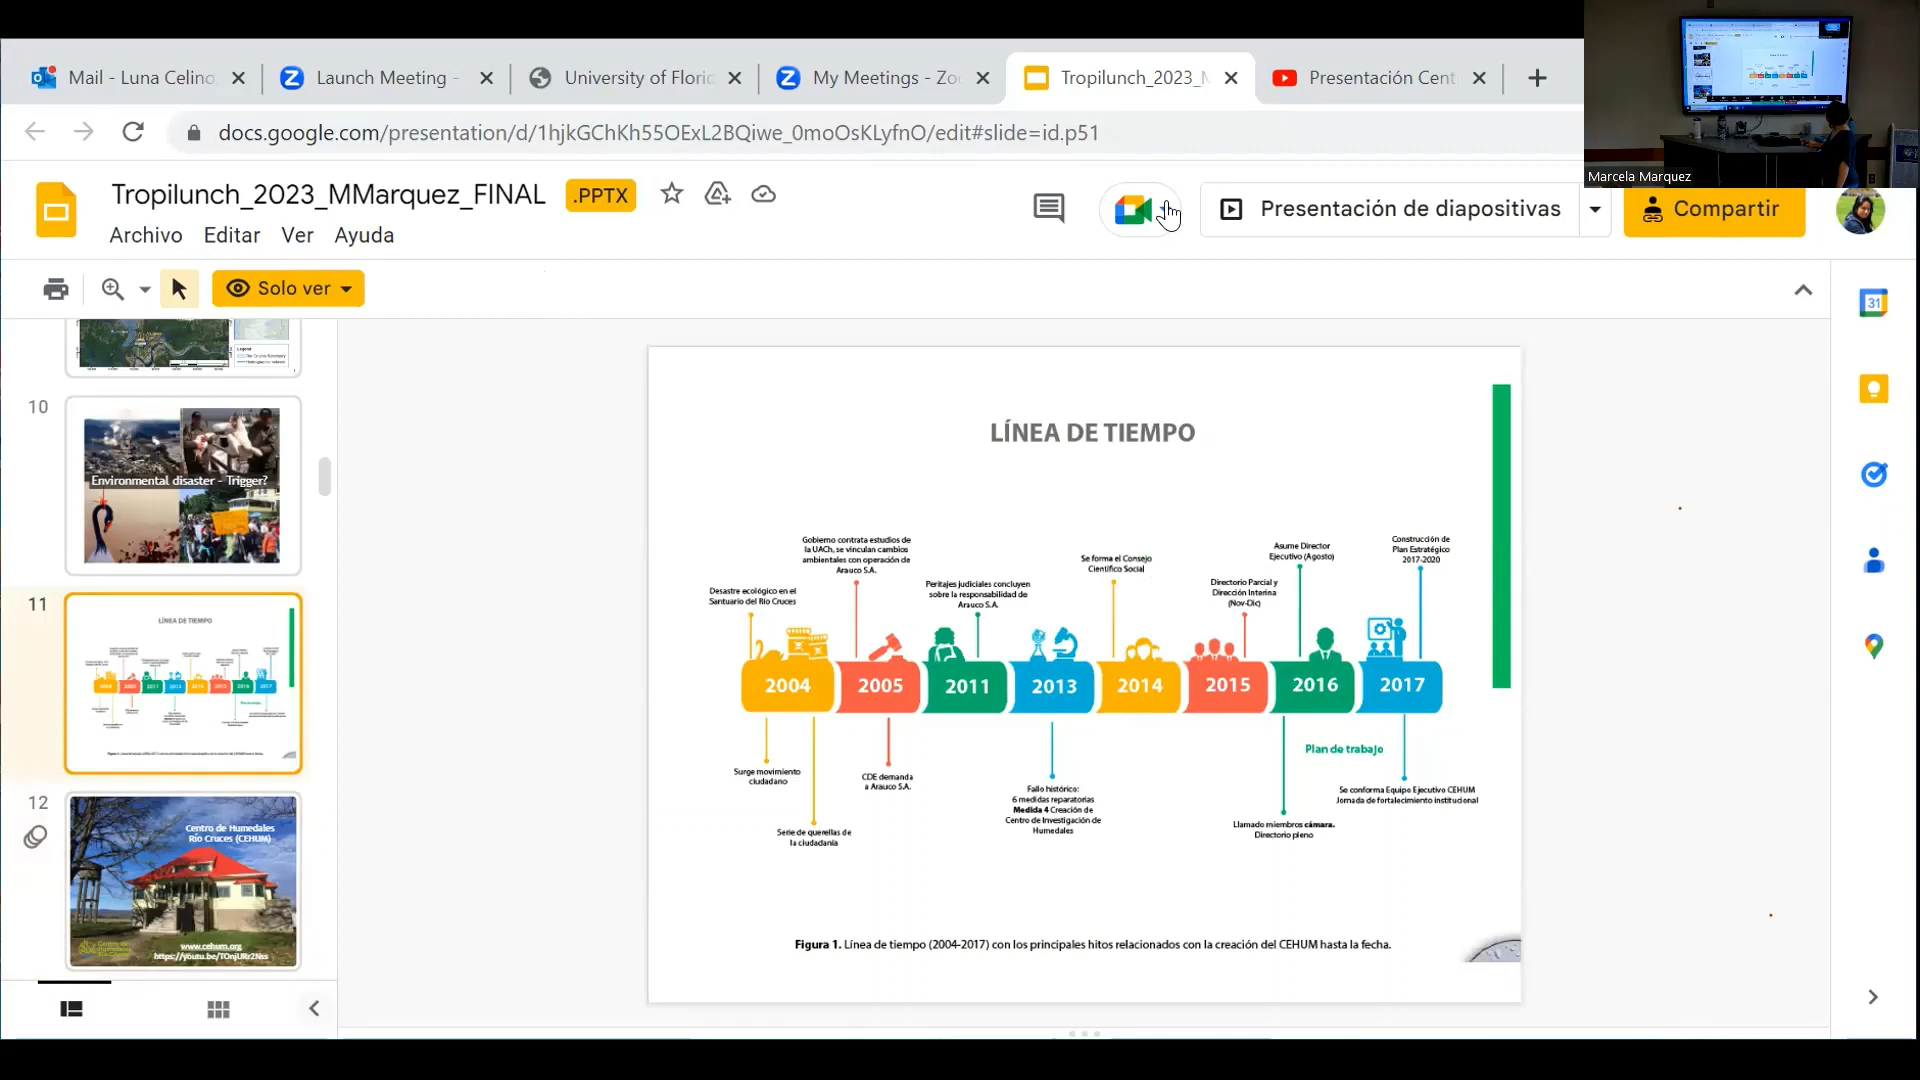 Mail - Luna Celino
Launch Meeting -
University of Florid
My Meetings - Zo
Tropilunch_2023_M
Presentación Cent
docs.google.com/presentation/d/1hjkGChKh55OExL2BQiwe_0moOsKLyfnO/edit#slide=id.p51
Marcela Marquez
Tropilunch_2023_MMarquez_FINAL
.PPTX
Presentación de diapositivas
Compartir
Archivo
Editar
Ver
Ayuda
Solo ver
31
10
Environmental disaster - Trigger?
11
LÍNEA DE TIEMPO
12
Centro de Humedales
Río Cruces (CEHUM)
www.cehum.org
LÍNEA DE TIEMPO
Desastre ecológico en el
Santuario del Río Cruces
Gobierno contrata estudios de
la UACh, se vinculan cambios
ambientales con operación de
Arauco S.A.
Peritajes judiciales concluyen
sobre la responsabilidad de
Arauco S.A.
Se forma el Consejo
Científico Social
Directorio Parcial y
Dirección Interina
(Nov-Dic)
Asume Director
Ejecutivo (Agosto)
Construcción de
Plan Estratégico
2017-2020
2004
2005
2011
2013
2014
2015
2016
2017
Surge movimiento
ciudadano
Serie de querellas de
la ciudadanía
CDE demanda
a Arauco S.A.
Fallo histórico:
6 medidas reparatorias
Medida 4 Creación de
Centro de Investigación de
Humedales
Plan de trabajo
Llamado miembros cámara.
Directorio pleno
Se conforma Equipo Ejecutivo CEHUM
Jornada de fortalecimiento institucional
Figura 1. Línea de tiempo (2004-2017) con los principales hitos relacionados con la creación del CEHUM hasta la fecha.